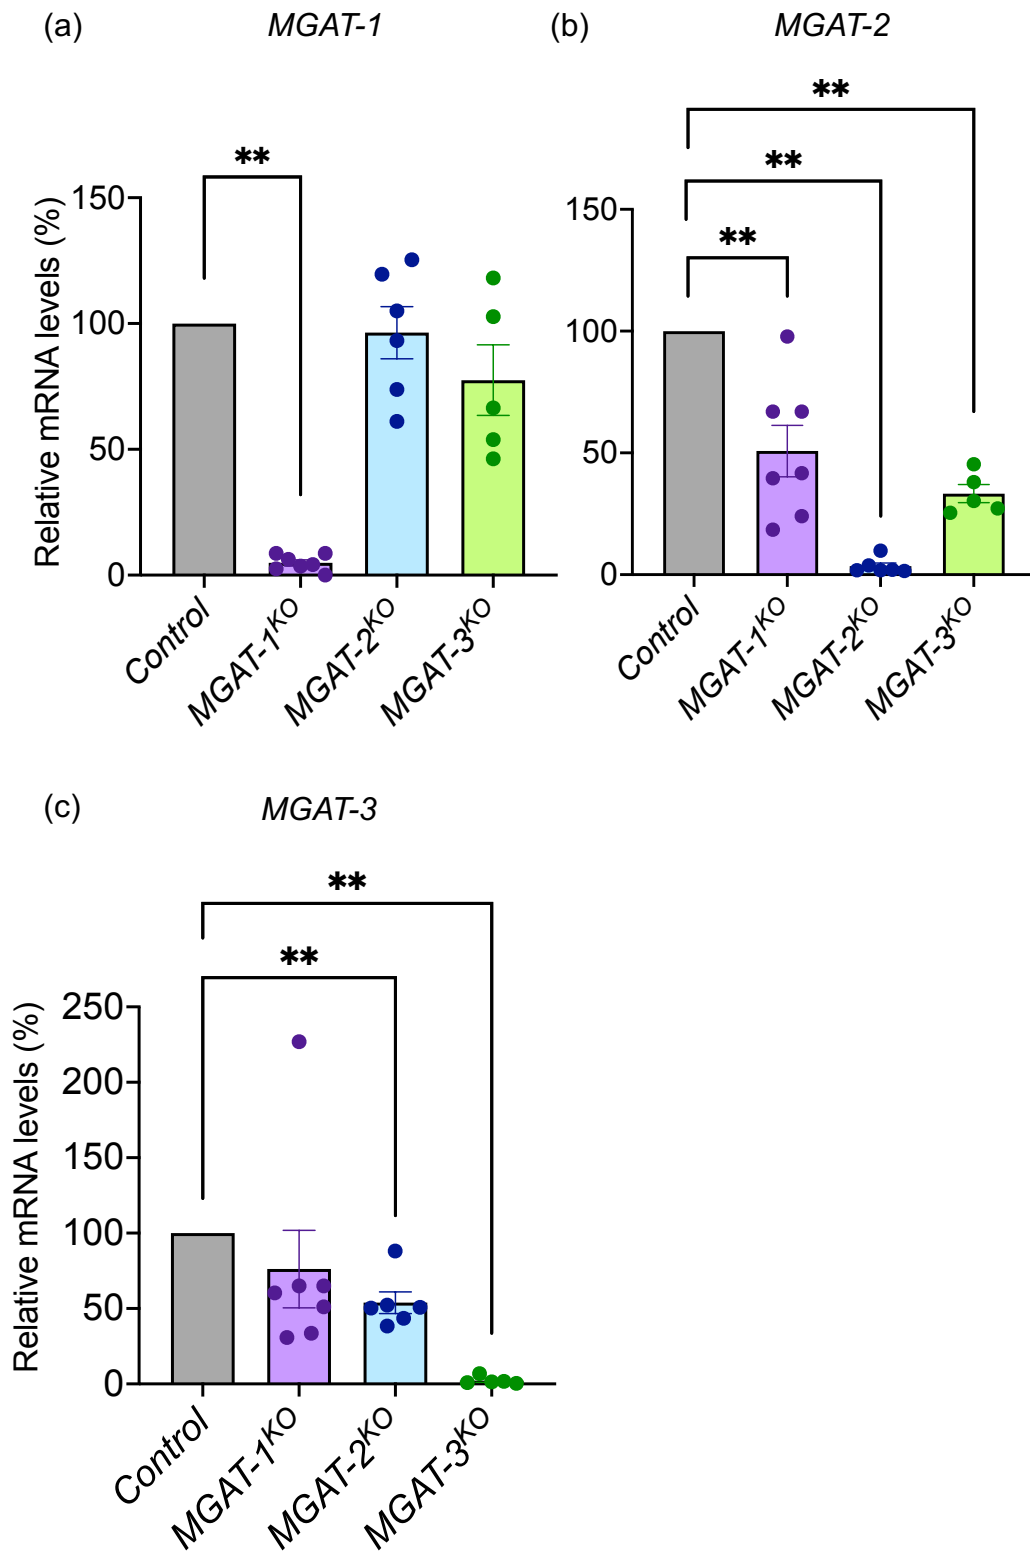 (a) MGAT-1
**
Relative mRNA levels (%)
150
100
50
0
Control
MGAT-1KO
MGAT-2KO
MGAT-3KO
(b) MGAT-2
**
**
**
150
100
50
0
Control
MGAT-1KO
MGAT-2KO
MGAT-3KO
(c) MGAT-3
**
**
Relative mRNA levels (%)
250
200
150
100
50
0
Control
MGAT-1KO
MGAT-2KO
MGAT-3KO